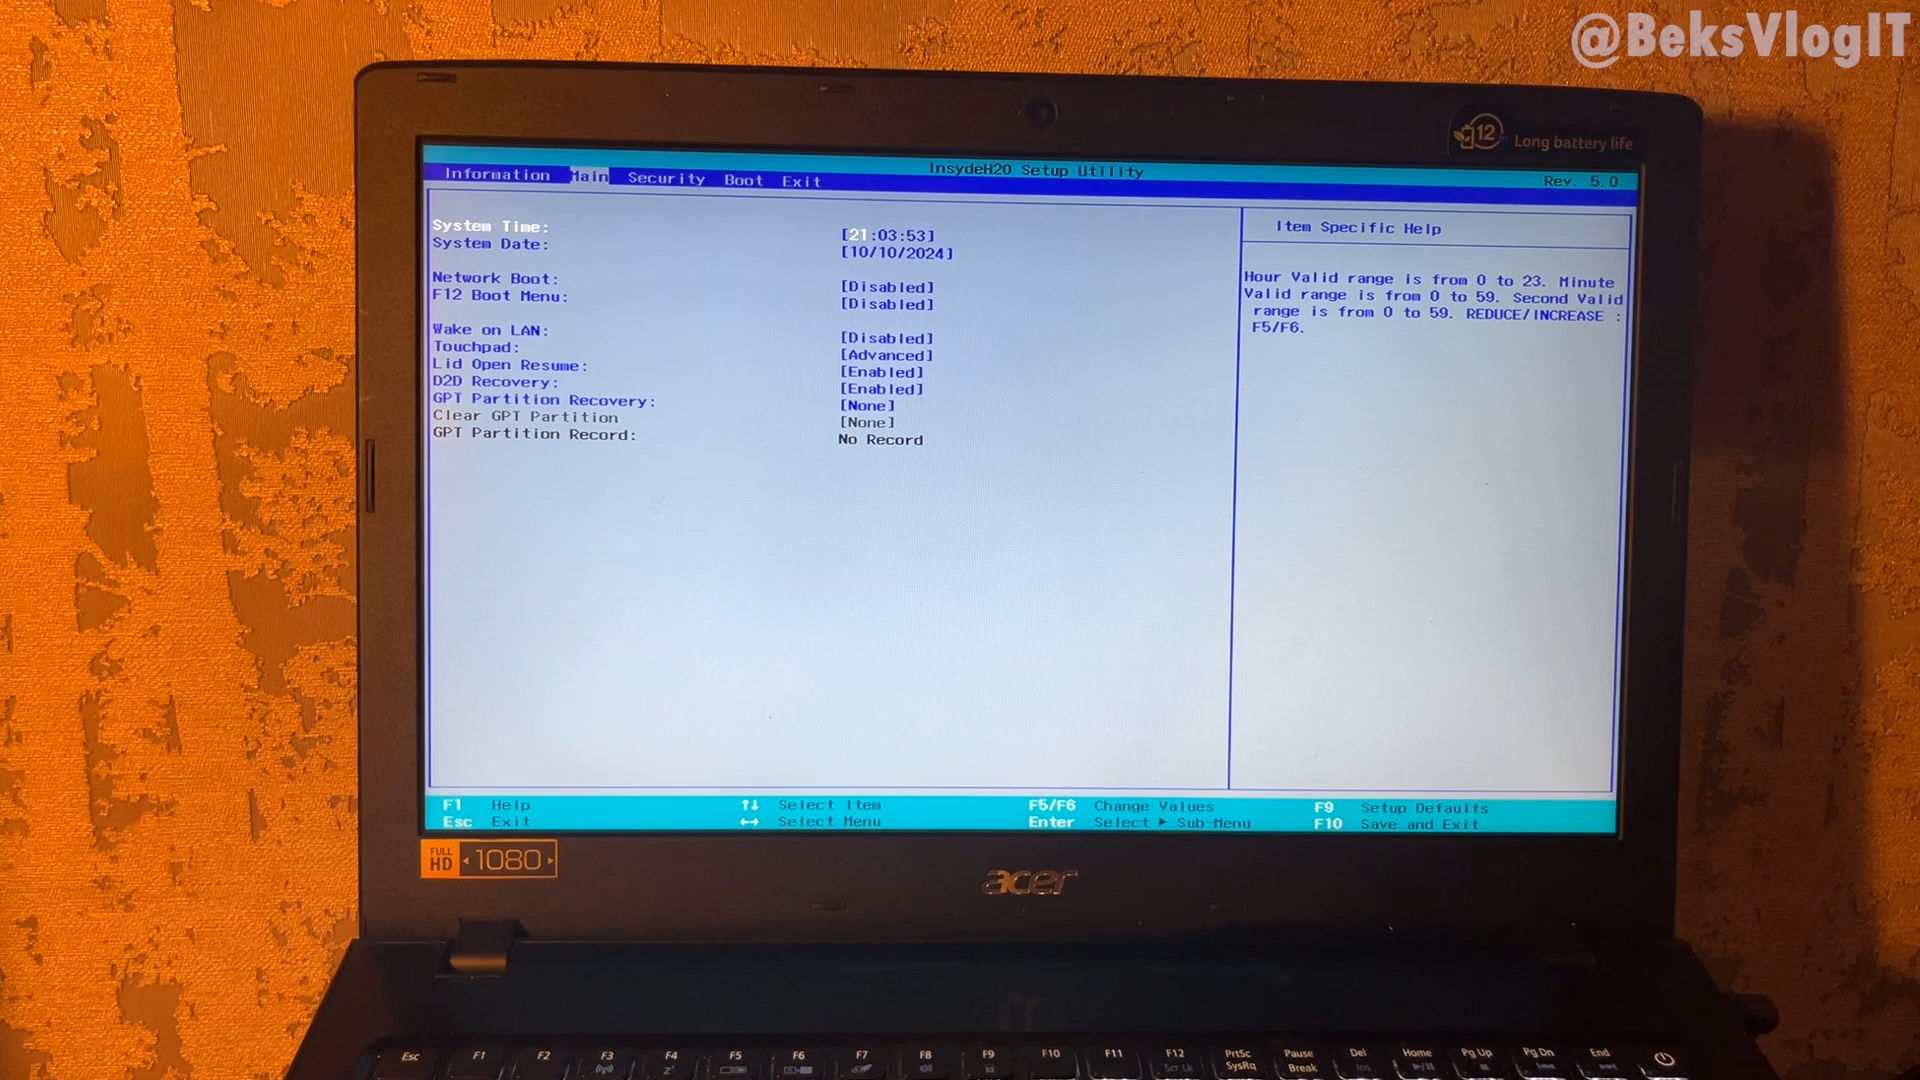 @BeksVlogIT
12 Long battery life
InsydeH20 Setup Utility
Rev. 5.0
Information Main Security Boot Exit
System Time: [21:03:53]
System Date: [10/10/2024]
Network Boot: [Disabled]
F12 Boot Menu: [Disabled]
Wake on LAN: [Disabled]
Touchpad: [Advanced]
Lid Open Resume: [Enabled]
D2D Recovery: [Enabled]
GPT Partition Recovery: [None]
Clear GPT Partition [None]
GPT Partition Record: No Record
Item Specific Help
Hour Valid range is from 0 to 23. Minute
Valid range is from 0 to 59. Second Valid
range is from 0 to 59. REDUCE/INCREASE :
F5/F6.
F1 Help ↑↓ Select Item F5/F6 Change Values F9 Setup Defaults
Esc Exit ↔ Select Menu Enter Select ▶ Sub-Menu F10 Save and Exit
FULL HD 1080
acer
Esc F1 F2 F3 F4 F5 F6 F7 F8 F9 F10 F11 F12 PrtSc Pause Del Home Pg Up Pg Dn End
Scr Lk SysRq Break Ins